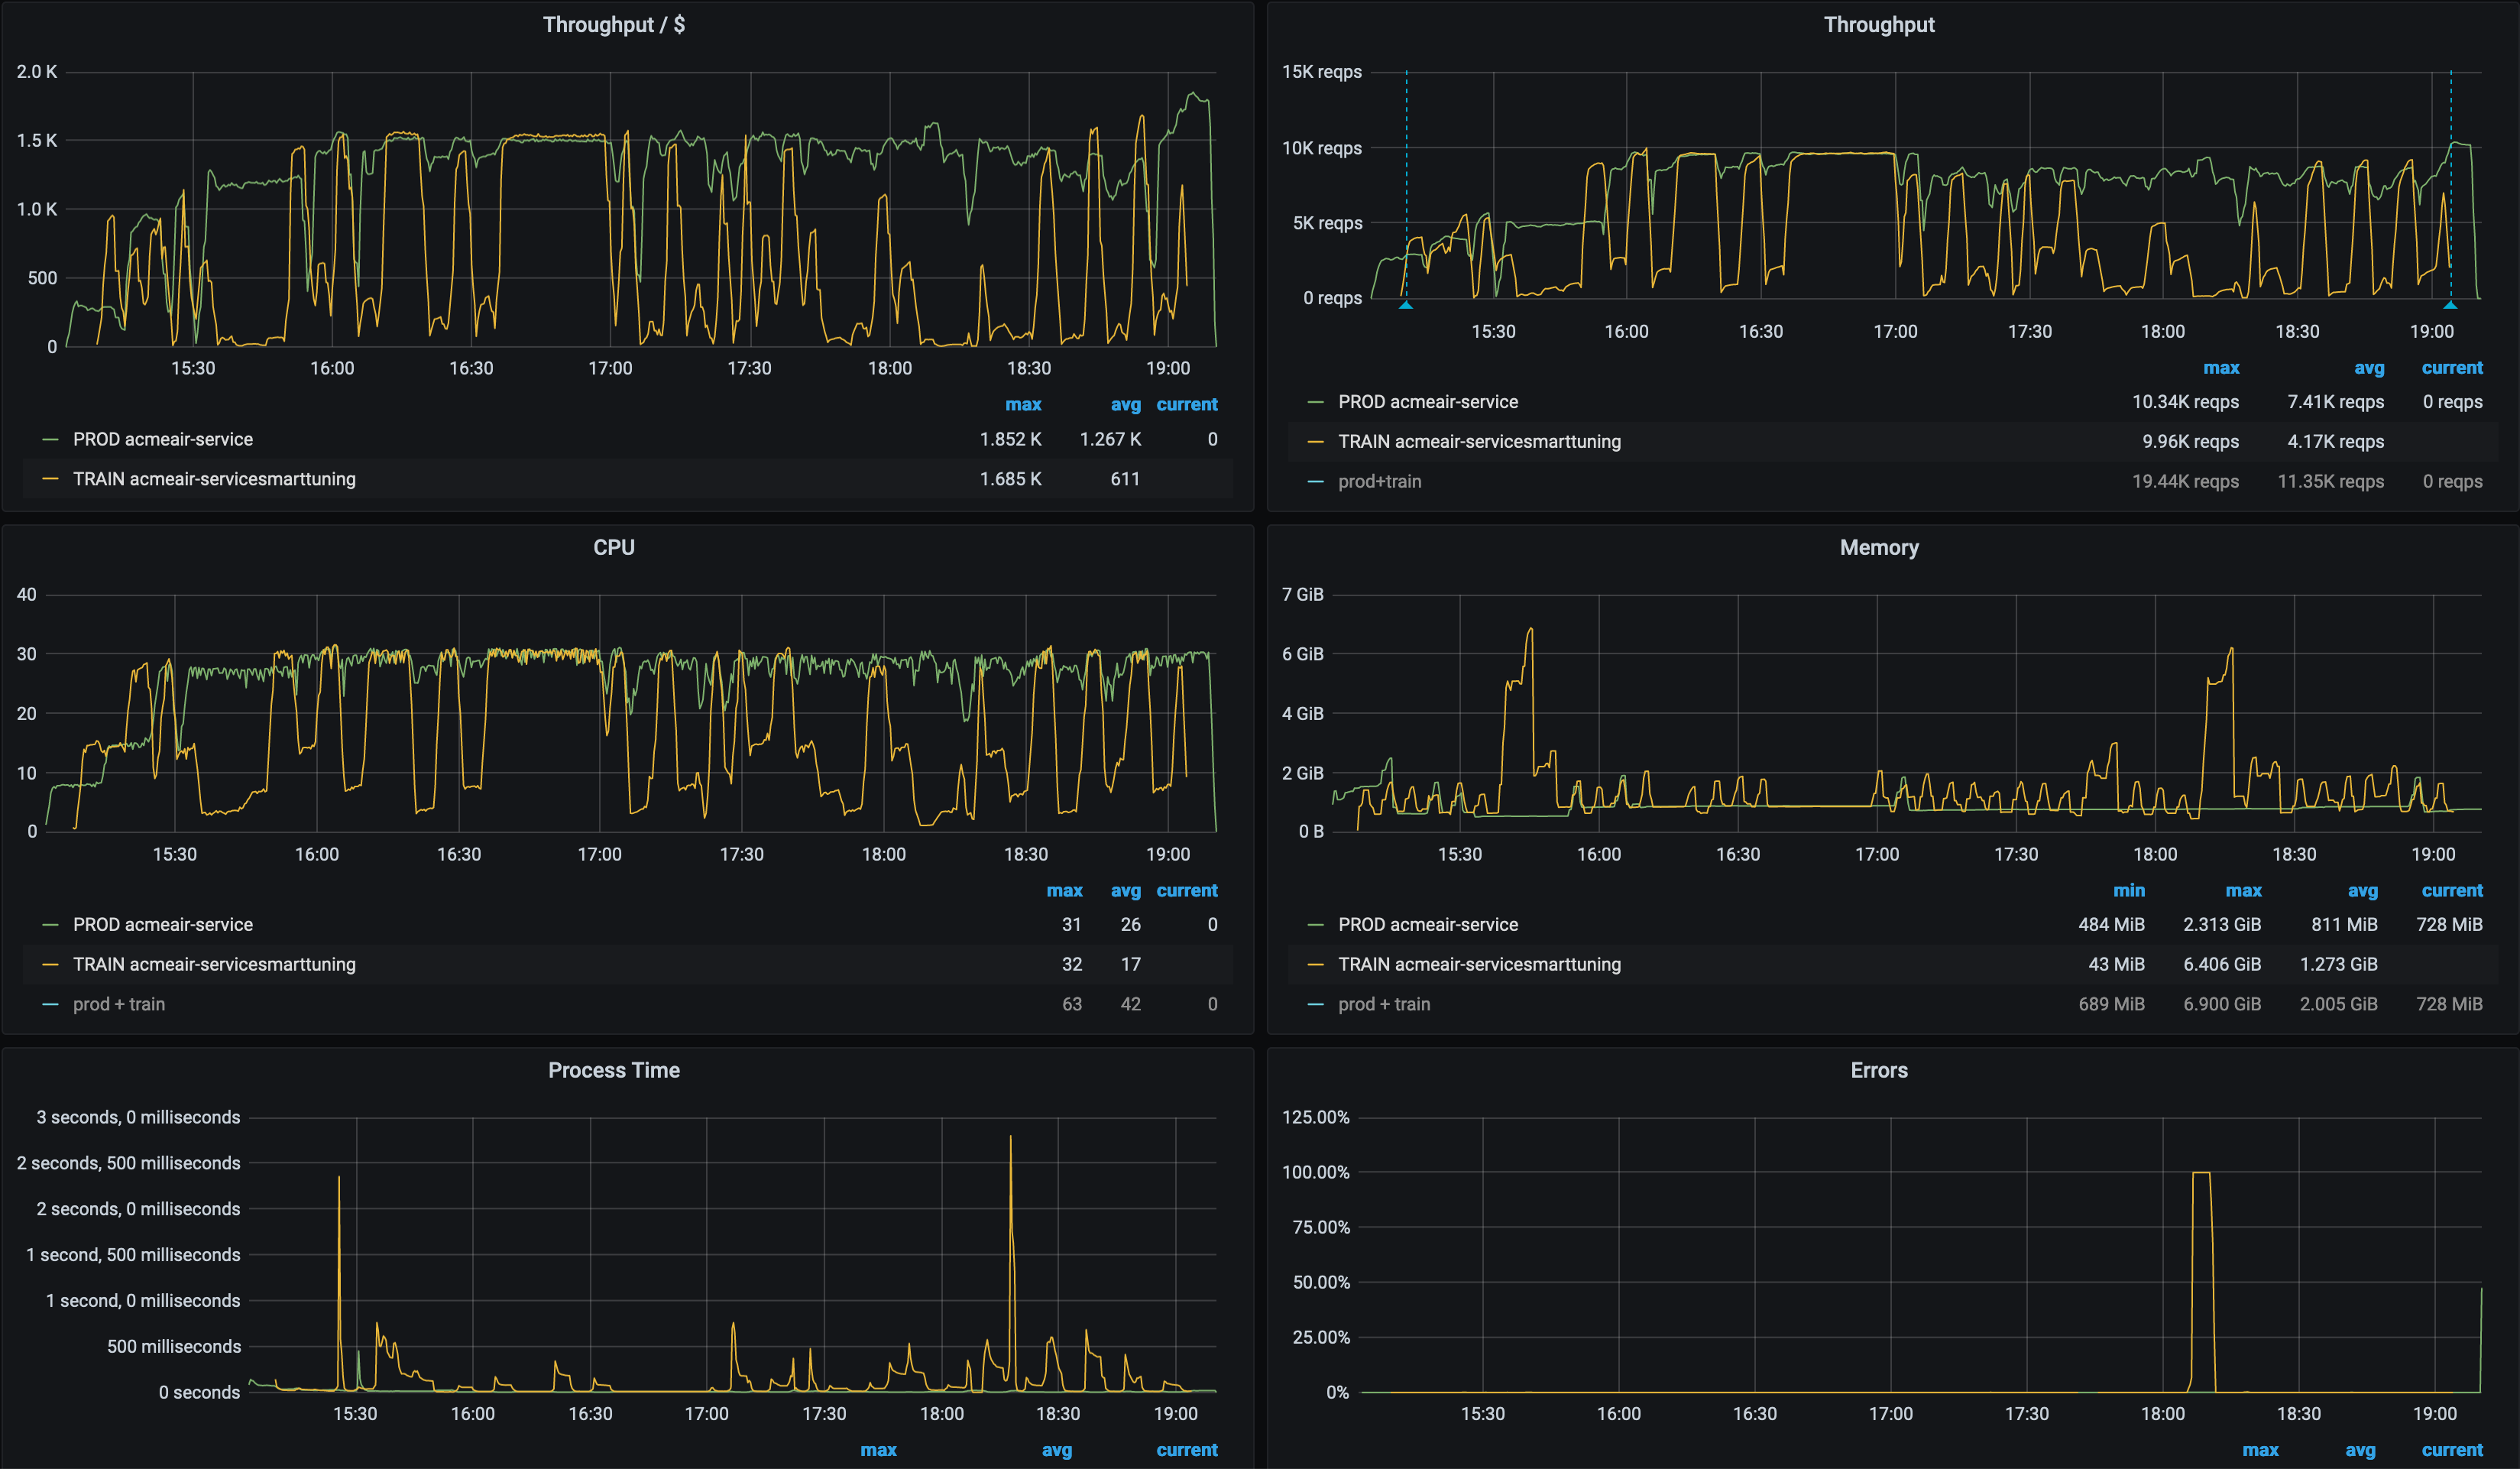 Throughput / $
2.0 K
1.5 K
1.0 K
500
0
15:30 16:00 16:30 17:00 17:30 18:00 18:30 19:00
max avg current
PROD acmeair-service 1.852 K 1.267 K 0
TRAIN acmeair-servicesmarttuning 1.685 K 611
Throughput
15K reqps
10K reqps
5K reqps
0 reqps
15:30 16:00 16:30 17:00 17:30 18:00 18:30 19:00
max avg current
PROD acmeair-service 10.34K reqps 7.41K reqps 0 reqps
TRAIN acmeair-servicesmarttuning 9.96K reqps 4.17K reqps
prod+train 19.44K reqps 11.35K reqps 0 reqps
CPU
40
30
20
10
0
15:30 16:00 16:30 17:00 17:30 18:00 18:30 19:00
max avg current
PROD acmeair-service 31 26 0
TRAIN acmeair-servicesmarttuning 32 17
prod + train 63 42 0
Memory
7 GiB
6 GiB
4 GiB
2 GiB
0 B
15:30 16:00 16:30 17:00 17:30 18:00 18:30 19:00
min max avg current
PROD acmeair-service 484 MiB 2.313 GiB 811 MiB 728 MiB
TRAIN acmeair-servicesmarttuning 43 MiB 6.406 GiB 1.273 GiB
prod + train 689 MiB 6.900 GiB 2.005 GiB 728 MiB
Process Time
3 seconds, 0 milliseconds
2 seconds, 500 milliseconds
2 seconds, 0 milliseconds
1 second, 500 milliseconds
1 second, 0 milliseconds
500 milliseconds
0 seconds
15:30 16:00 16:30 17:00 17:30 18:00 18:30 19:00
max avg current
Errors
125.00%
100.00%
75.00%
50.00%
25.00%
0%
15:30 16:00 16:30 17:00 17:30 18:00 18:30 19:00
max avg current